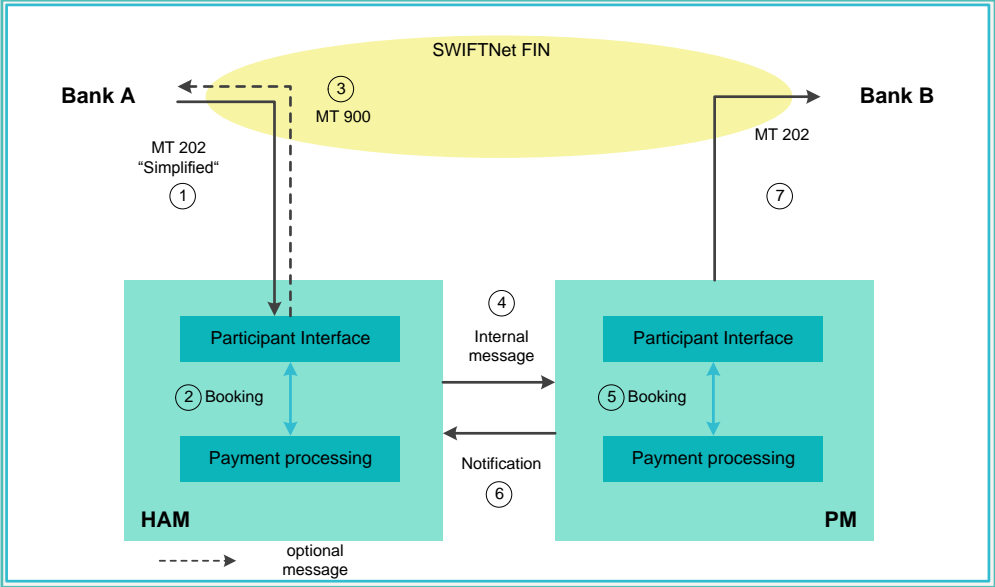 SWIFTNet FIN
Bank A
3
MT 900
Bank B
MT 202
“Simplified“
1
MT 202
7
4
Internal
message
Participant Interface
2 Booking
Payment processing
HAM
Participant Interface
5 Booking
Payment processing
PM
Notification
6
optional
message